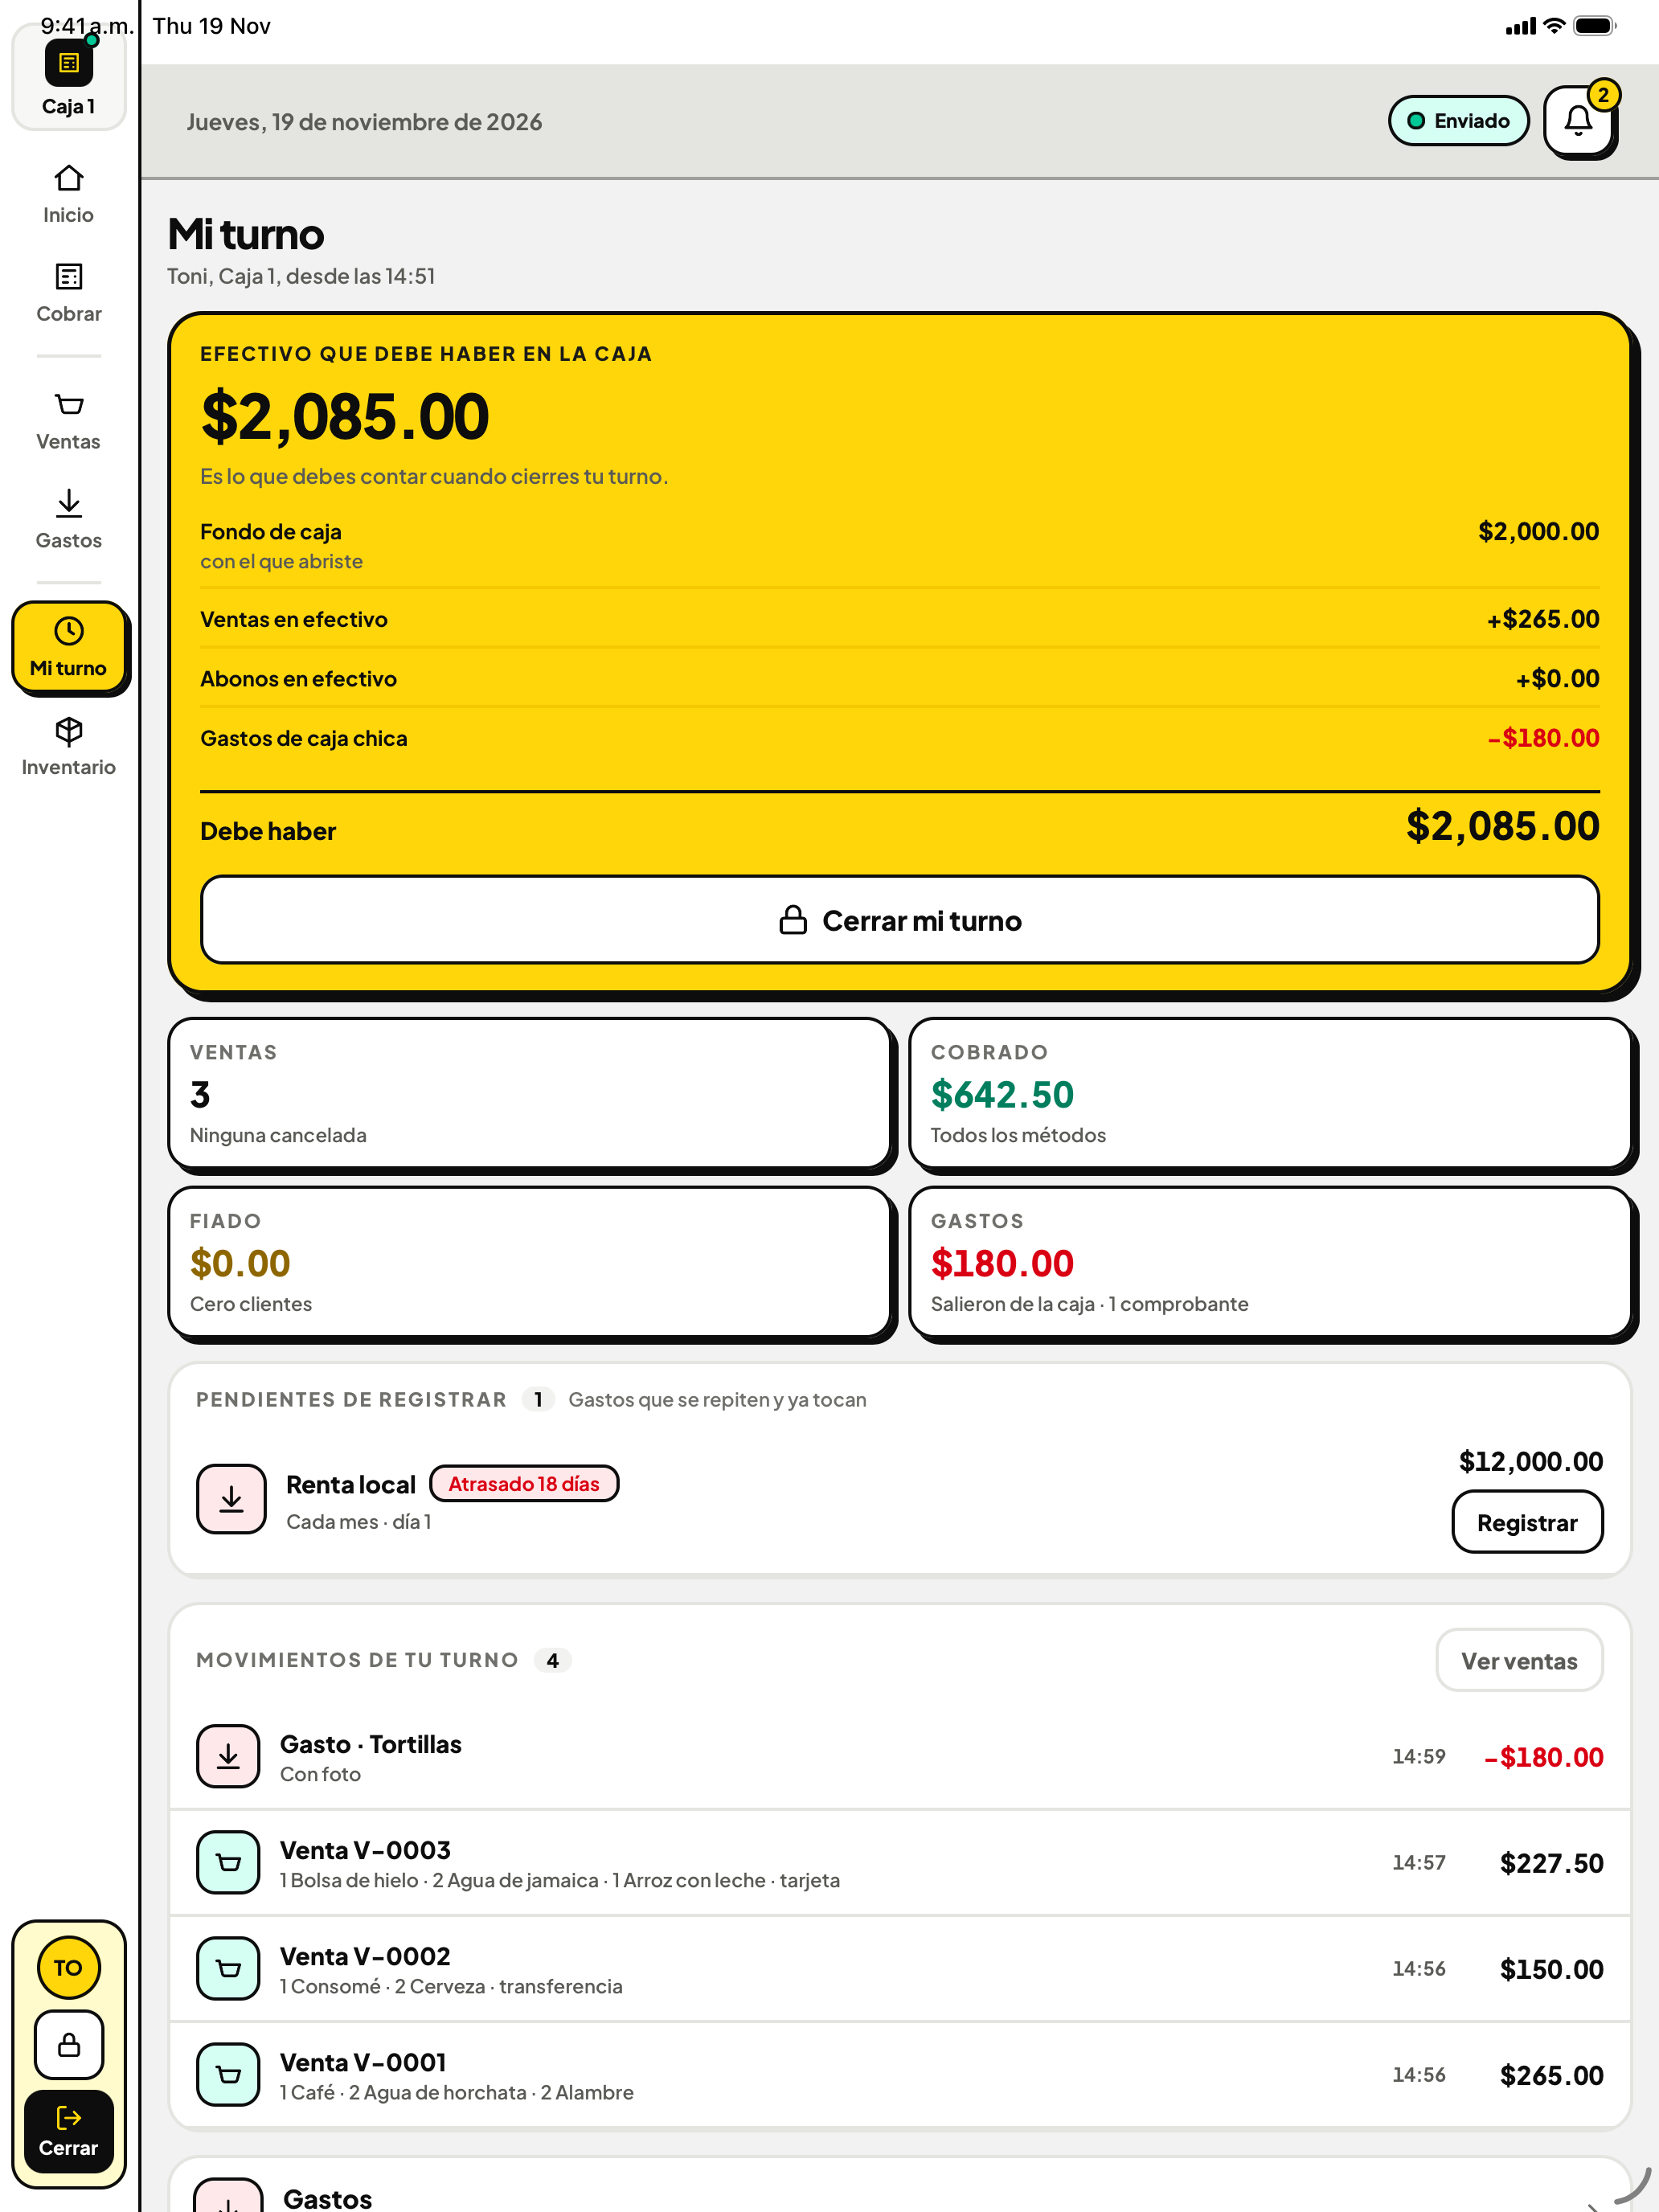 9:41 a.m. Thu 19 Nov
Caja 1
Inicio
Cobrar
Ventas
Gastos
Mi turno
Inventario
TO
Cerrar
Jueves, 19 de noviembre de 2026
Enviado
2
Mi turno
Toni, Caja 1, desde las 14:51
EFECTIVO QUE DEBE HABER EN LA CAJA
$2,085.00
Es lo que debes contar cuando cierres tu turno.
Fondo de caja $2,000.00
con el que abriste
Ventas en efectivo +$265.00
Abonos en efectivo +$0.00
Gastos de caja chica –$180.00
Debe haber $2,085.00
Cerrar mi turno
VENTAS
3
Ninguna cancelada
COBRADO
$642.50
Todos los métodos
FIADO
$0.00
Cero clientes
GASTOS
$180.00
Salieron de la caja · 1 comprobante
PENDIENTES DE REGISTRAR 1 Gastos que se repiten y ya tocan
Renta local Atrasado 18 días
Cada mes · día 1
$12,000.00
Registrar
MOVIMIENTOS DE TU TURNO 4
Ver ventas
Gasto · Tortillas
Con foto
14:59 –$180.00
Venta V–0003
1 Bolsa de hielo · 2 Agua de jamaica · 1 Arroz con leche · tarjeta
14:57 $227.50
Venta V–0002
1 Consomé · 2 Cerveza · transferencia
14:56 $150.00
Venta V–0001
1 Café · 2 Agua de horchata · 2 Alambre
14:56 $265.00
Gastos